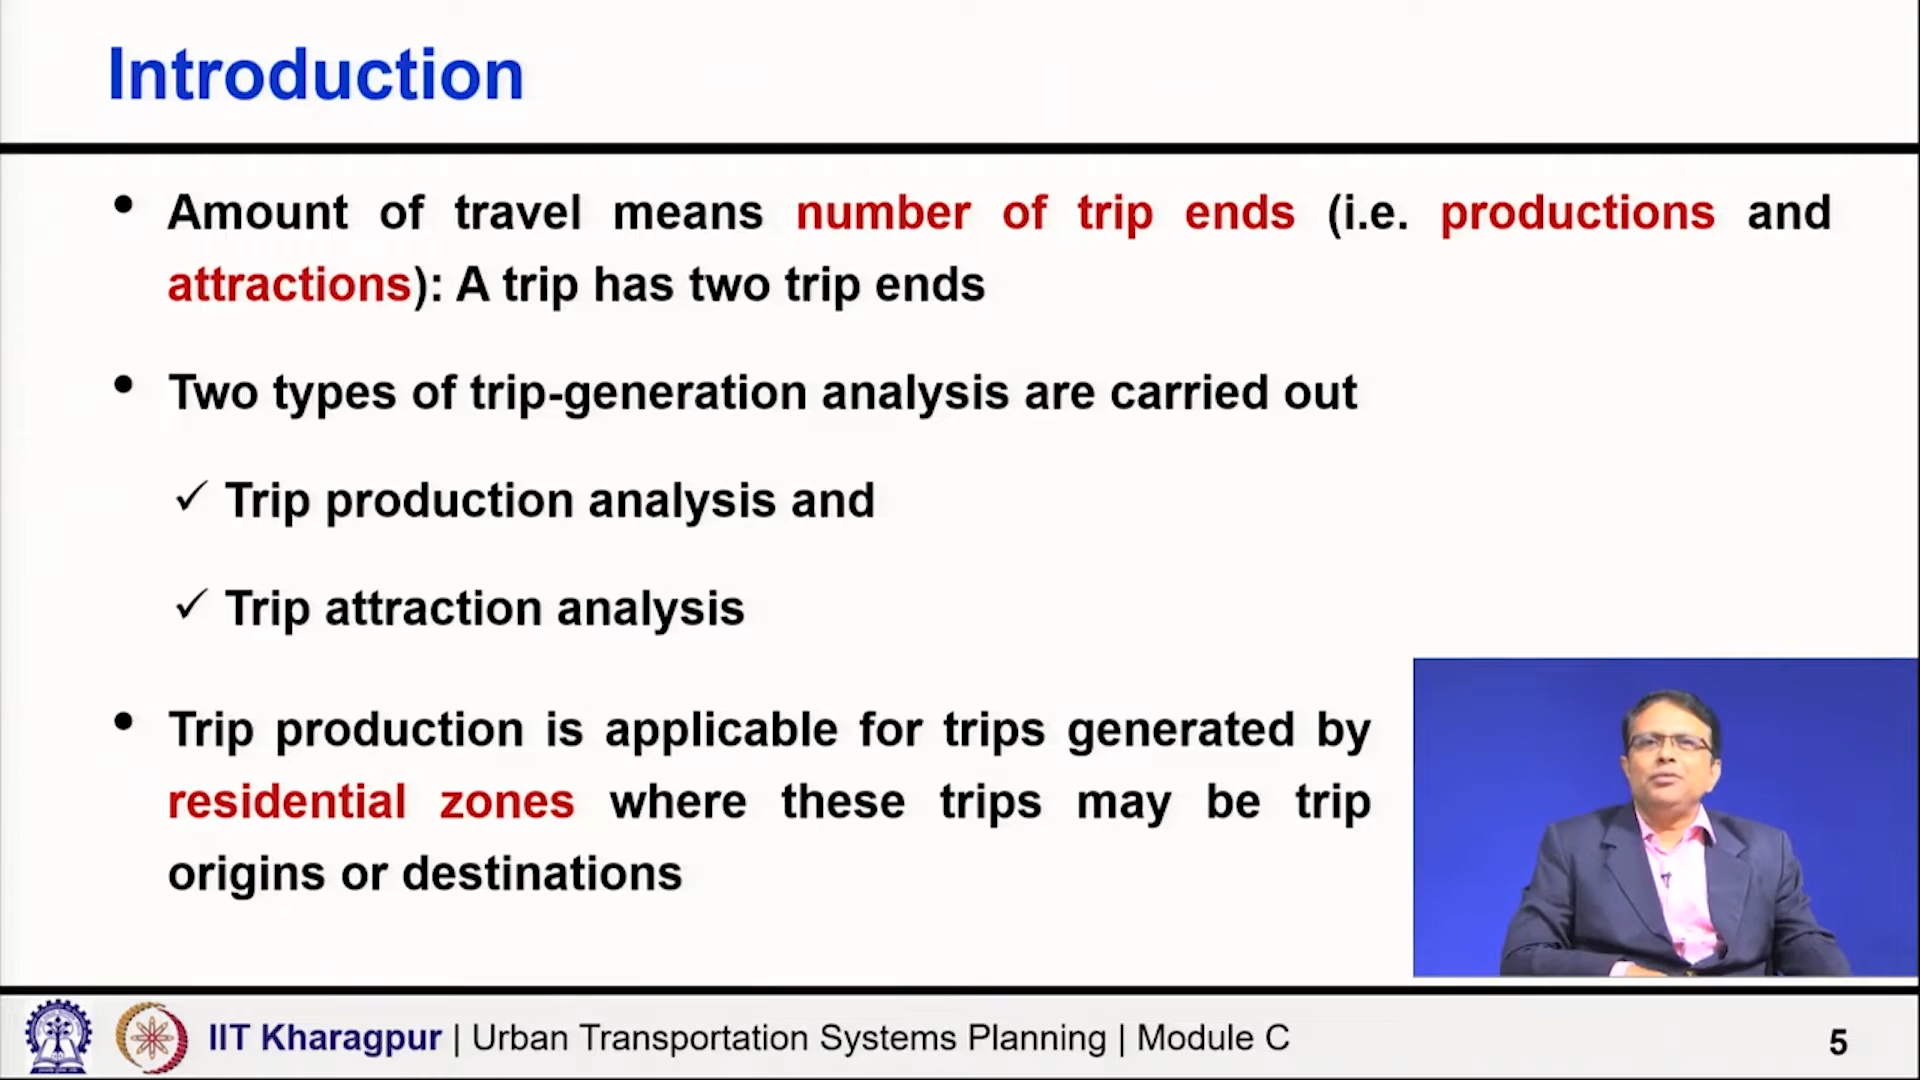 Introduction
• Amount of travel means number of trip ends (i.e. productions and
attractions): A trip has two trip ends
• Two types of trip-generation analysis are carried out
✓ Trip production analysis and
✓ Trip attraction analysis
• Trip production is applicable for trips generated by
residential zones where these trips may be trip
origins or destinations
IIT Kharagpur | Urban Transportation Systems Planning | Module C
5